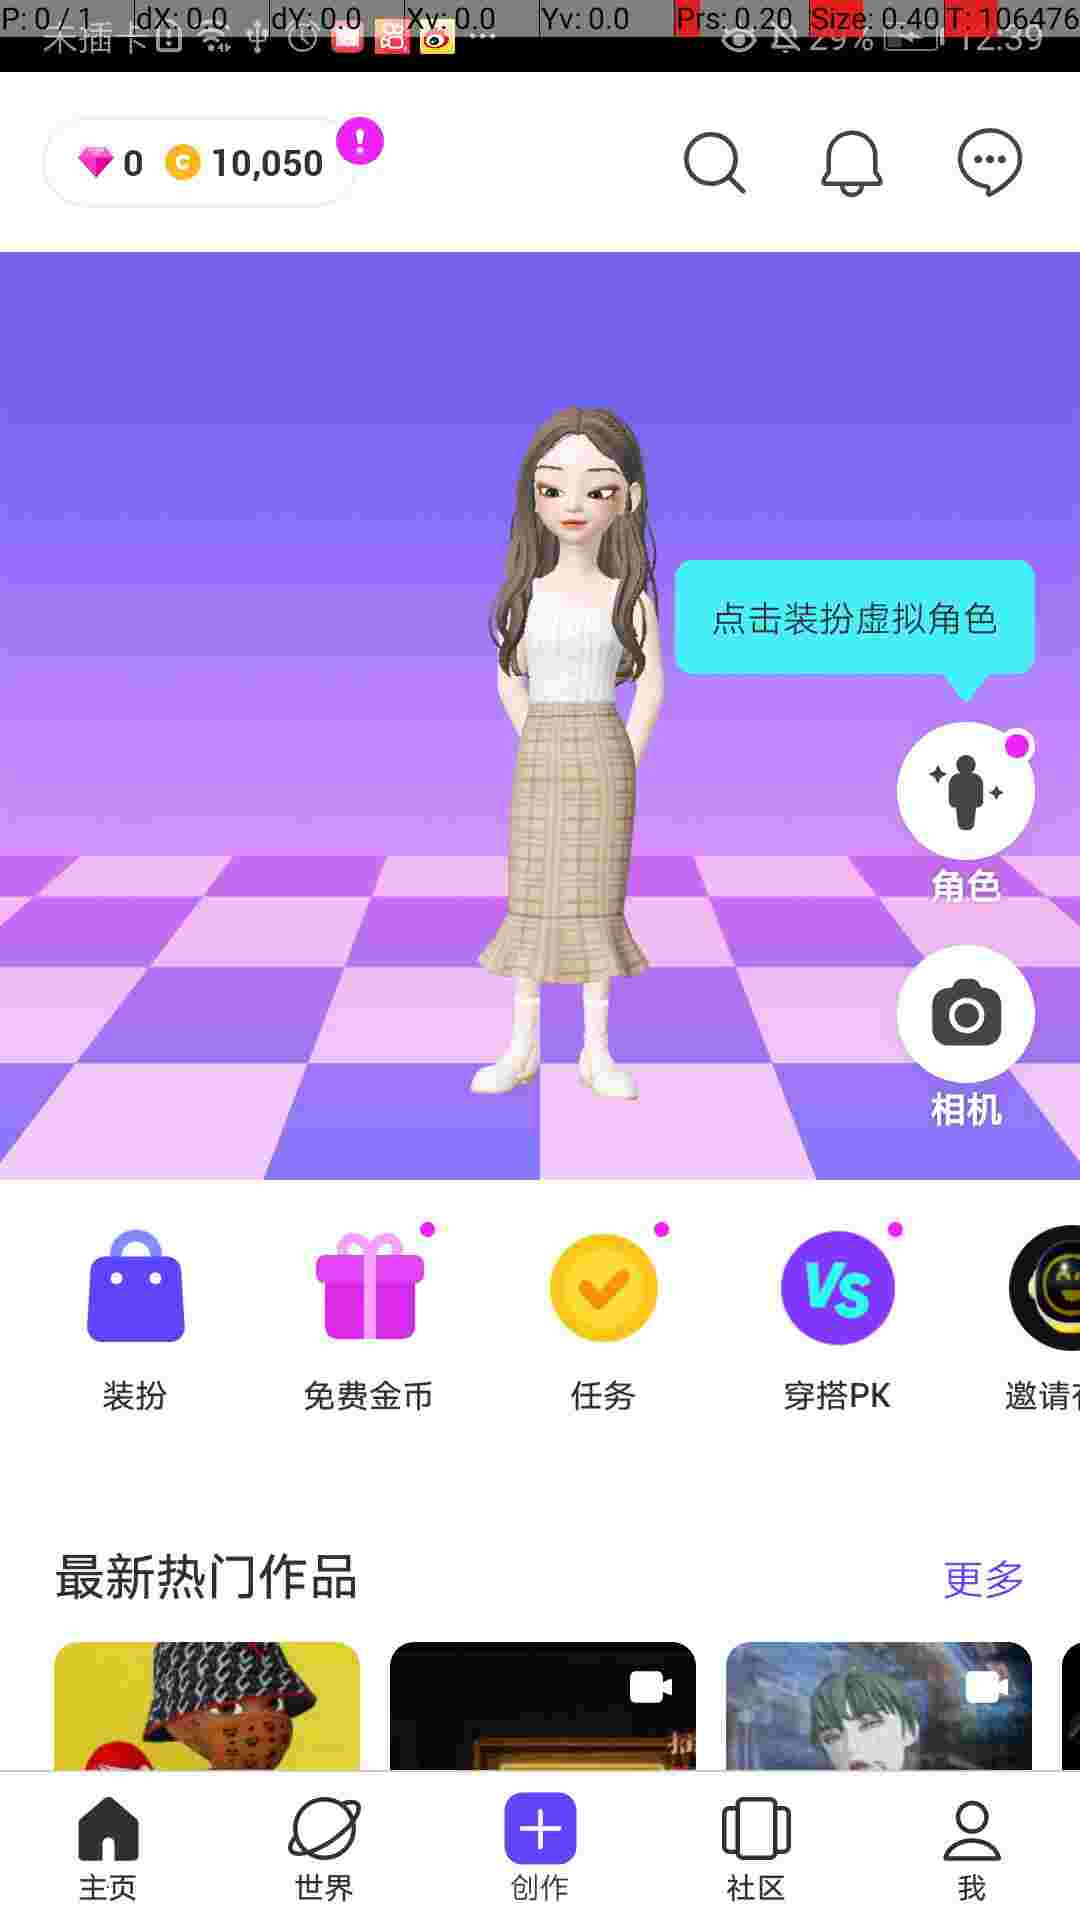 P: 0 / 1 dX: 0.0 dY: 0.0 Xv: 0.0 Yv: 0.0 Prs: 0.20 Size: 0.40 T: 106476
未插卡 29% 12:39
0 C 10,050 !
点击装扮虚拟角色
角色
相机
VS
装扮 免费金币 任务 穿搭PK 邀请
最新热门作品 更多
主页 世界 创作 社区 我